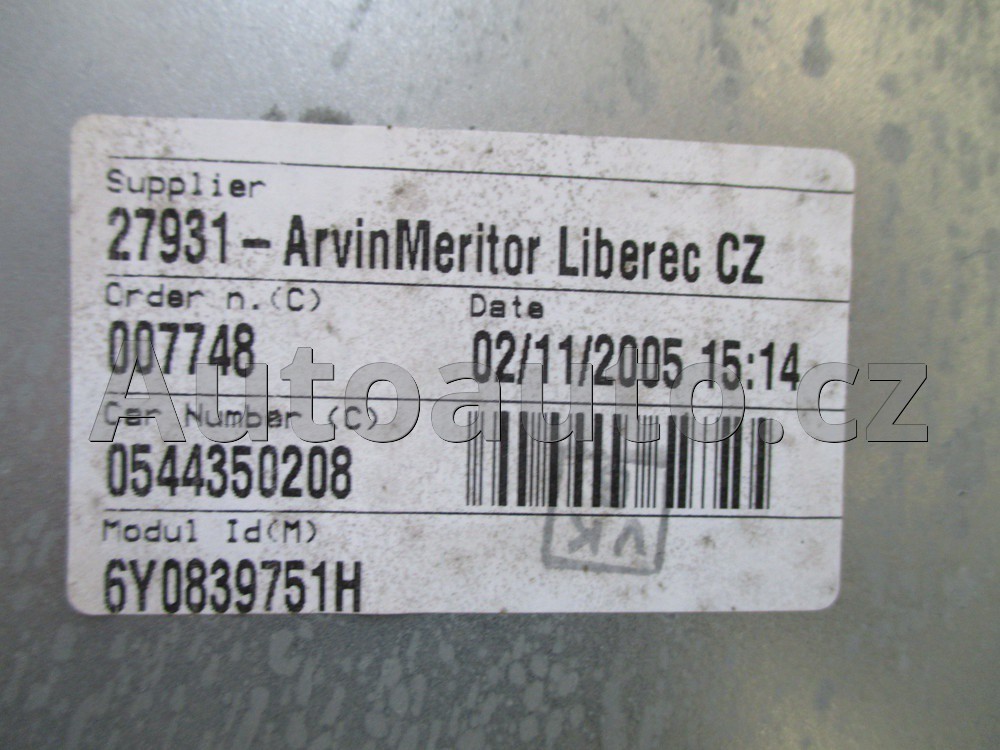 Supplier
27931-ArvinMeritor Liberec CZ
Order n.(C)
Date
007748
02/11/2005 15:14
Autoauto.cz
Car Number (C)
0544350208
Modul Id(M)
VK
6Y0839751H